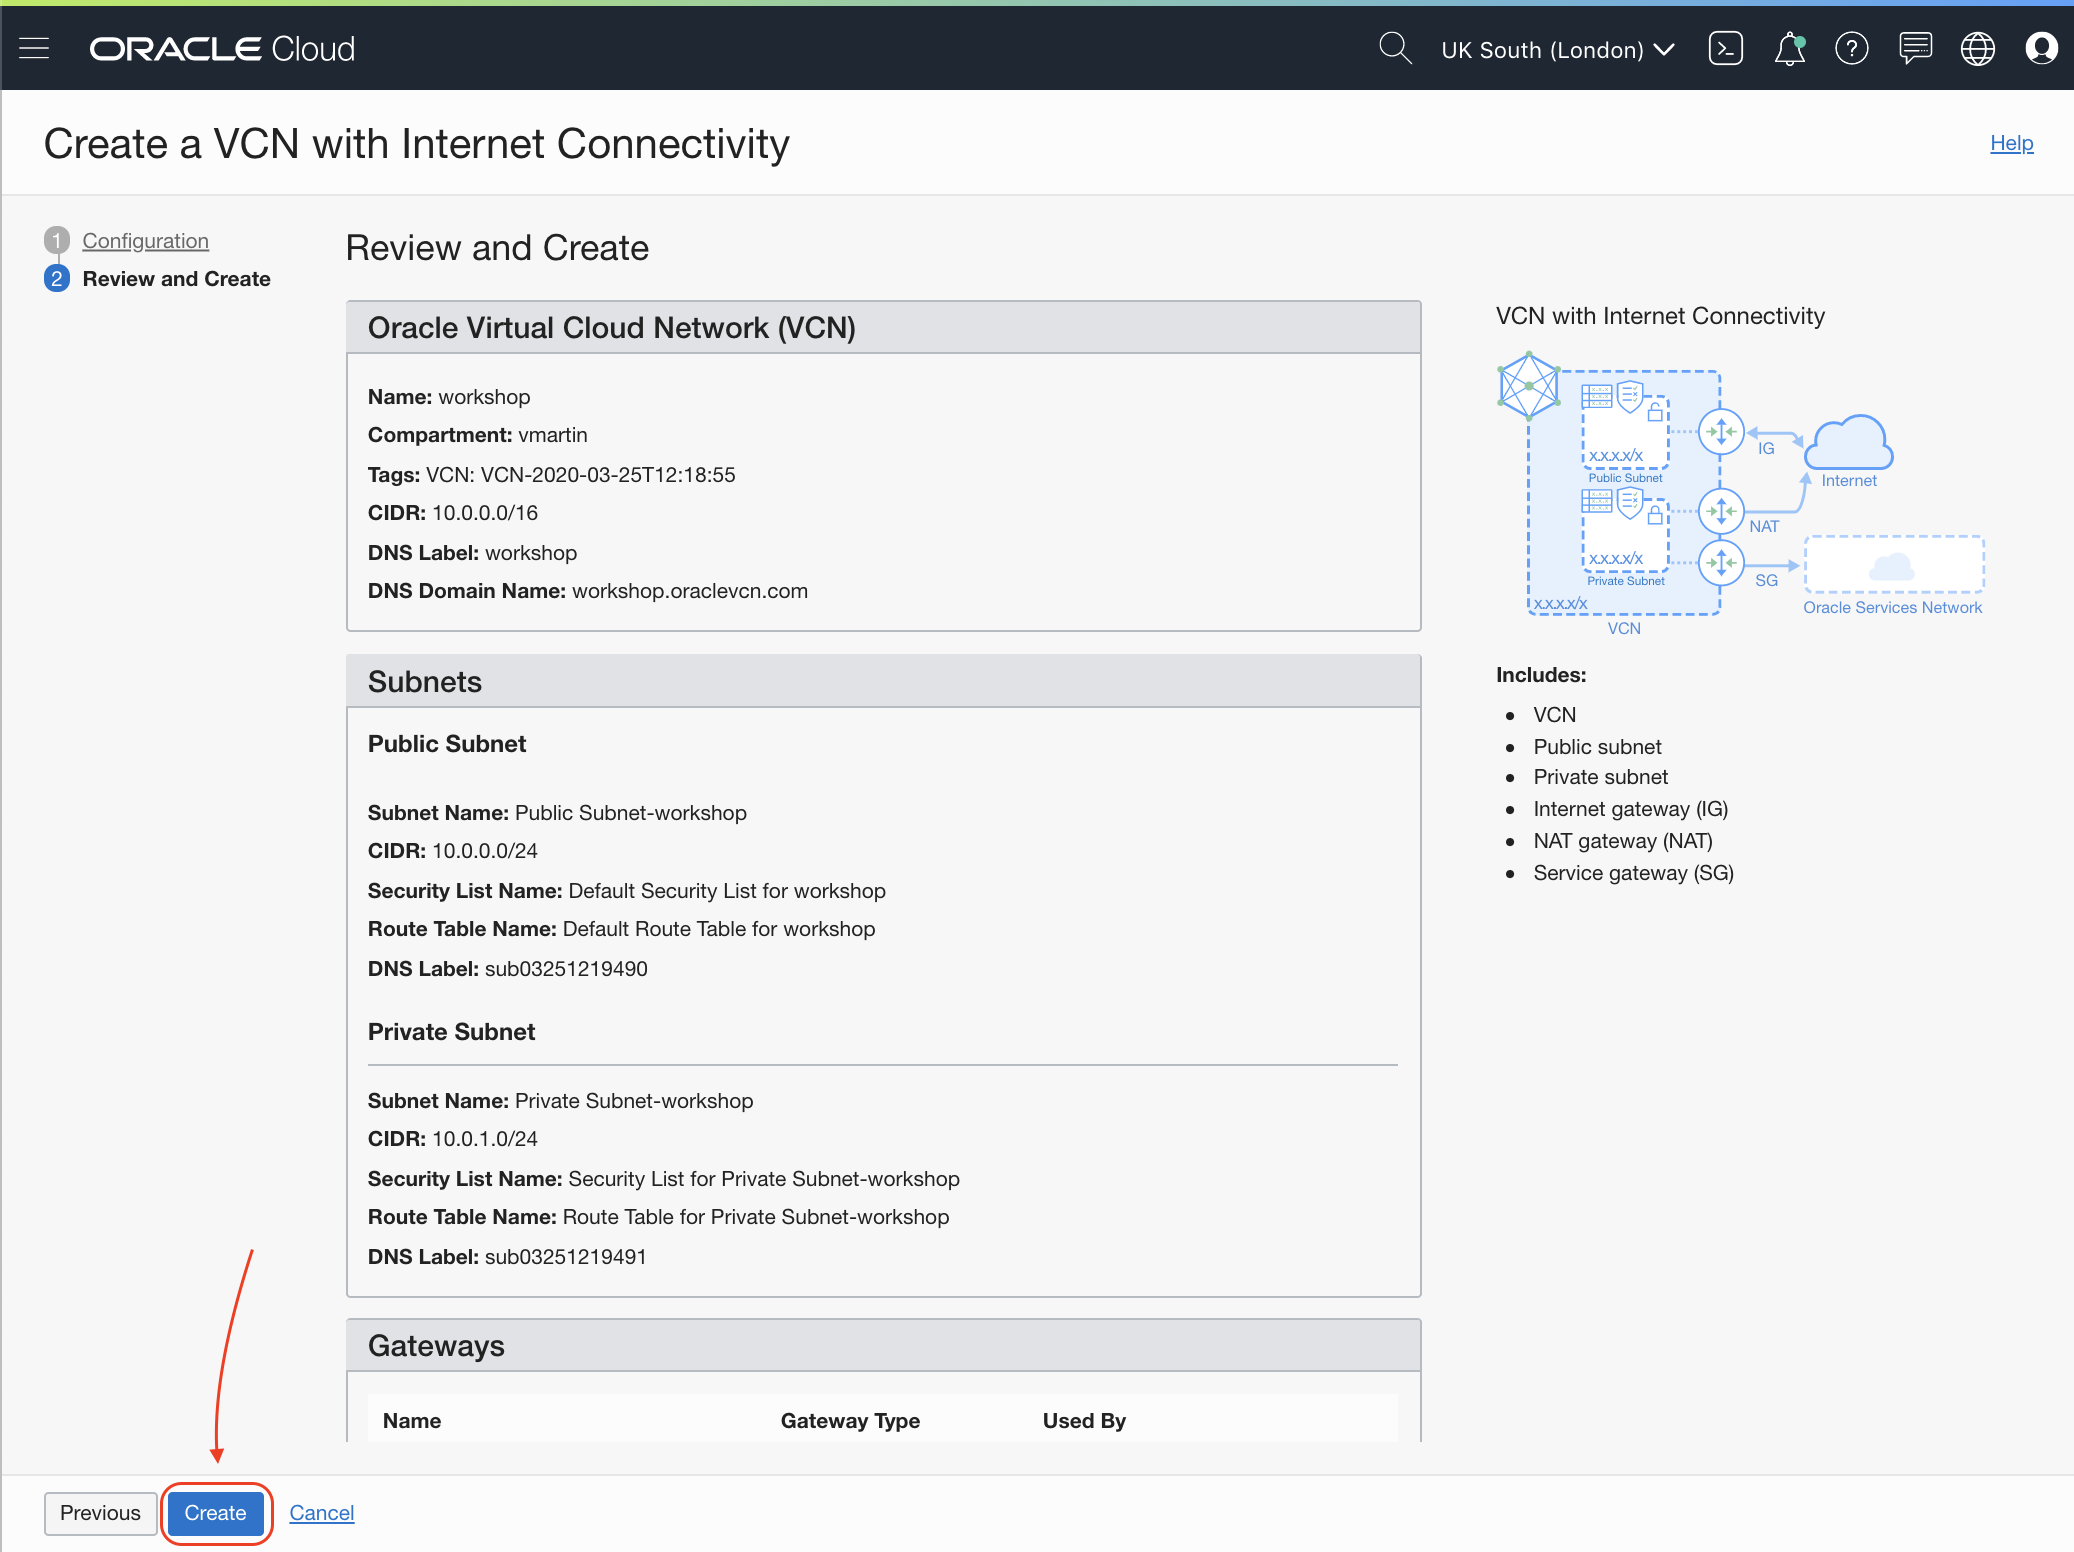 ORACLE Cloud
UK South (London)
Create a VCN with Internet Connectivity
Help
1 Configuration
2 Review and Create
Review and Create
Oracle Virtual Cloud Network (VCN)
Name: workshop
Compartment: vmartin
Tags: VCN: VCN-2020-03-25T12:18:55
CIDR: 10.0.0.0/16
DNS Label: workshop
DNS Domain Name: workshop.oraclevcn.com
Subnets
Public Subnet
Subnet Name: Public Subnet-workshop
CIDR: 10.0.0.0/24
Security List Name: Default Security List for workshop
Route Table Name: Default Route Table for workshop
DNS Label: sub03251219490
Private Subnet
Subnet Name: Private Subnet-workshop
CIDR: 10.0.1.0/24
Security List Name: Security List for Private Subnet-workshop
Route Table Name: Route Table for Private Subnet-workshop
DNS Label: sub03251219491
Gateways
Name Gateway Type Used By
VCN with Internet Connectivity
x.x.x.x/x
Public Subnet
IG
Internet
NAT
x.x.x.x/x
Private Subnet
SG
Oracle Services Network
x.x.x.x/x
VCN
Includes:
• VCN
• Public subnet
• Private subnet
• Internet gateway (IG)
• NAT gateway (NAT)
• Service gateway (SG)
Previous Create Cancel